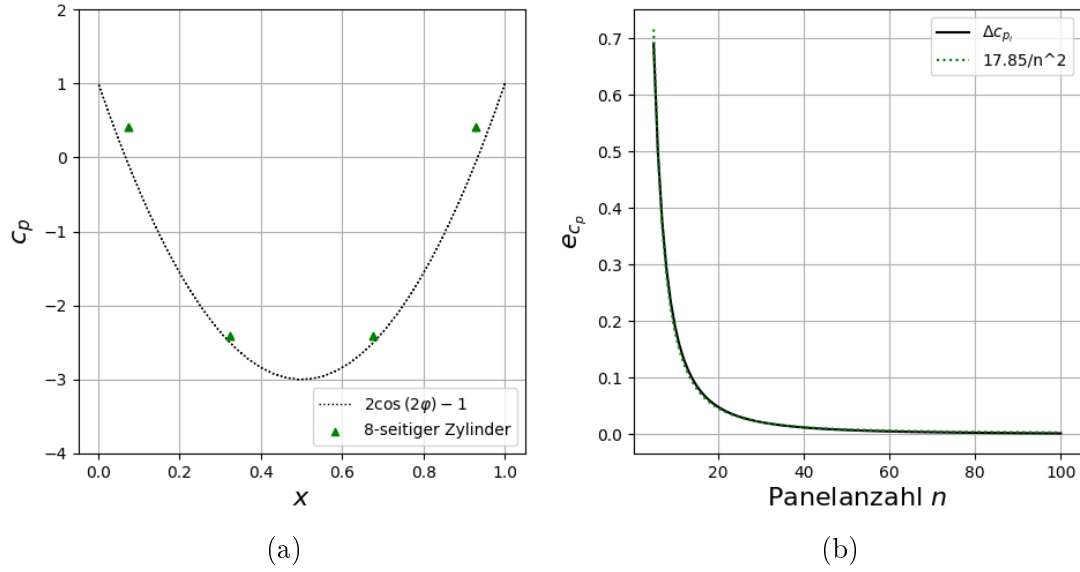 2
1
0
−1
−2
−3
−4
c_p
0.0 0.2 0.4 0.6 0.8 1.0
x
2cos (2φ) − 1
8-seitiger Zylinder
(a)
0.7
0.6
0.5
0.4
0.3
0.2
0.1
0.0
e_{c_p}
20 40 60 80 100
Panelanzahl n
Δc_{p_i}
17.85/n^2
(b)